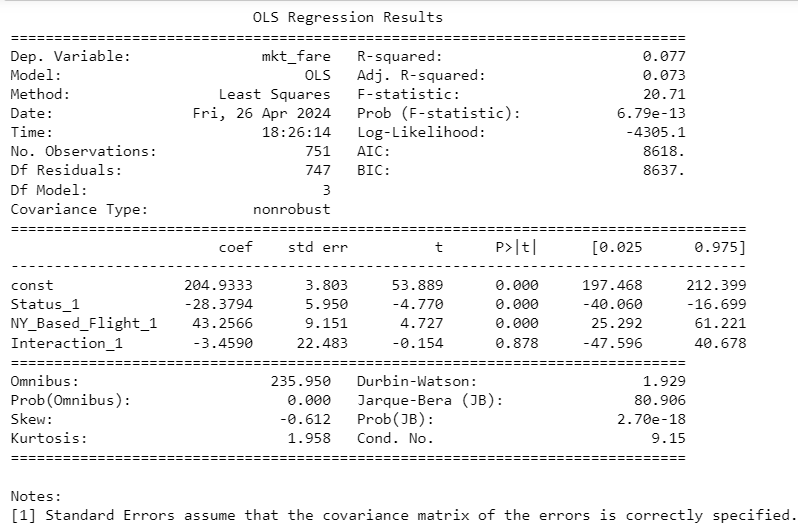 OLS Regression Results
==============================================================================
Dep. Variable:               mkt_fare   R-squared:                       0.077
Model:                            OLS   Adj. R-squared:                  0.073
Method:                 Least Squares   F-statistic:                     20.71
Date:                Fri, 26 Apr 2024   Prob (F-statistic):           6.79e-13
Time:                        18:26:14   Log-Likelihood:                -4305.1
No. Observations:                 751   AIC:                             8618.
Df Residuals:                     747   BIC:                             8637.
Df Model:                           3
Covariance Type:            nonrobust
=====================================================================================
                        coef    std err          t      P>|t|      [0.025      0.975]
-------------------------------------------------------------------------------------
const               204.9333      3.803     53.889      0.000     197.468     212.399
Status_1            -28.3794      5.950     -4.770      0.000     -40.060     -16.699
NY_Based_Flight_1    43.2566      9.151      4.727      0.000      25.292      61.221
Interaction_1        -3.4590     22.483     -0.154      0.878     -47.596      40.678
==============================================================================
Omnibus:                      235.950   Durbin-Watson:                   1.929
Prob(Omnibus):                  0.000   Jarque-Bera (JB):               80.906
Skew:                          -0.612   Prob(JB):                     2.70e-18
Kurtosis:                       1.958   Cond. No.                         9.15
==============================================================================
Notes:
[1] Standard Errors assume that the covariance matrix of the errors is correctly specified.